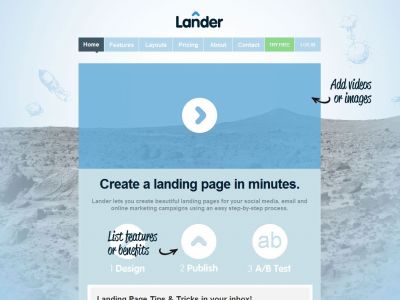 Lander
Home Features Layouts Pricing About Contact TRY FREE LOG IN
Add videos
or images
Create a landing page in minutes.
Lander lets you create beautiful landing pages for your social media, email and
online marketing campaigns using an easy step-by-step process.
List features
or benefits
ab
1 Design 2 Publish 3 A/B Test
Landing Page Tips & Tricks in your inbox!